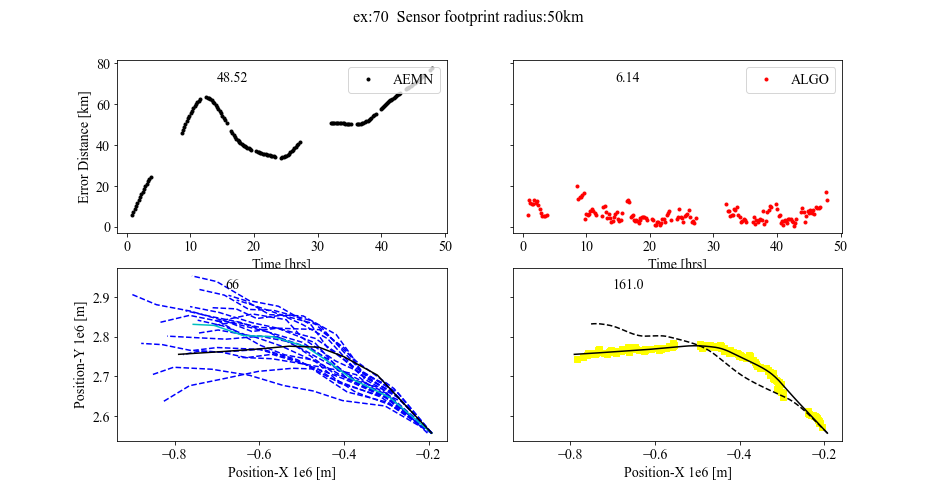 ex:70 Sensor footprint radius:50km
80
60
40
20
0
Error Distance [km]
48.52
AEMN
0 10 20 30 40 50
Time [hrs]
6.14
ALGO
0 10 20 30 40 50
Time [hrs]
2.9
2.8
2.7
2.6
Position-Y 1e6 [m]
66
−0.8 −0.6 −0.4 −0.2
Position-X 1e6 [m]
161.0
−0.8 −0.6 −0.4 −0.2
Position-X 1e6 [m]